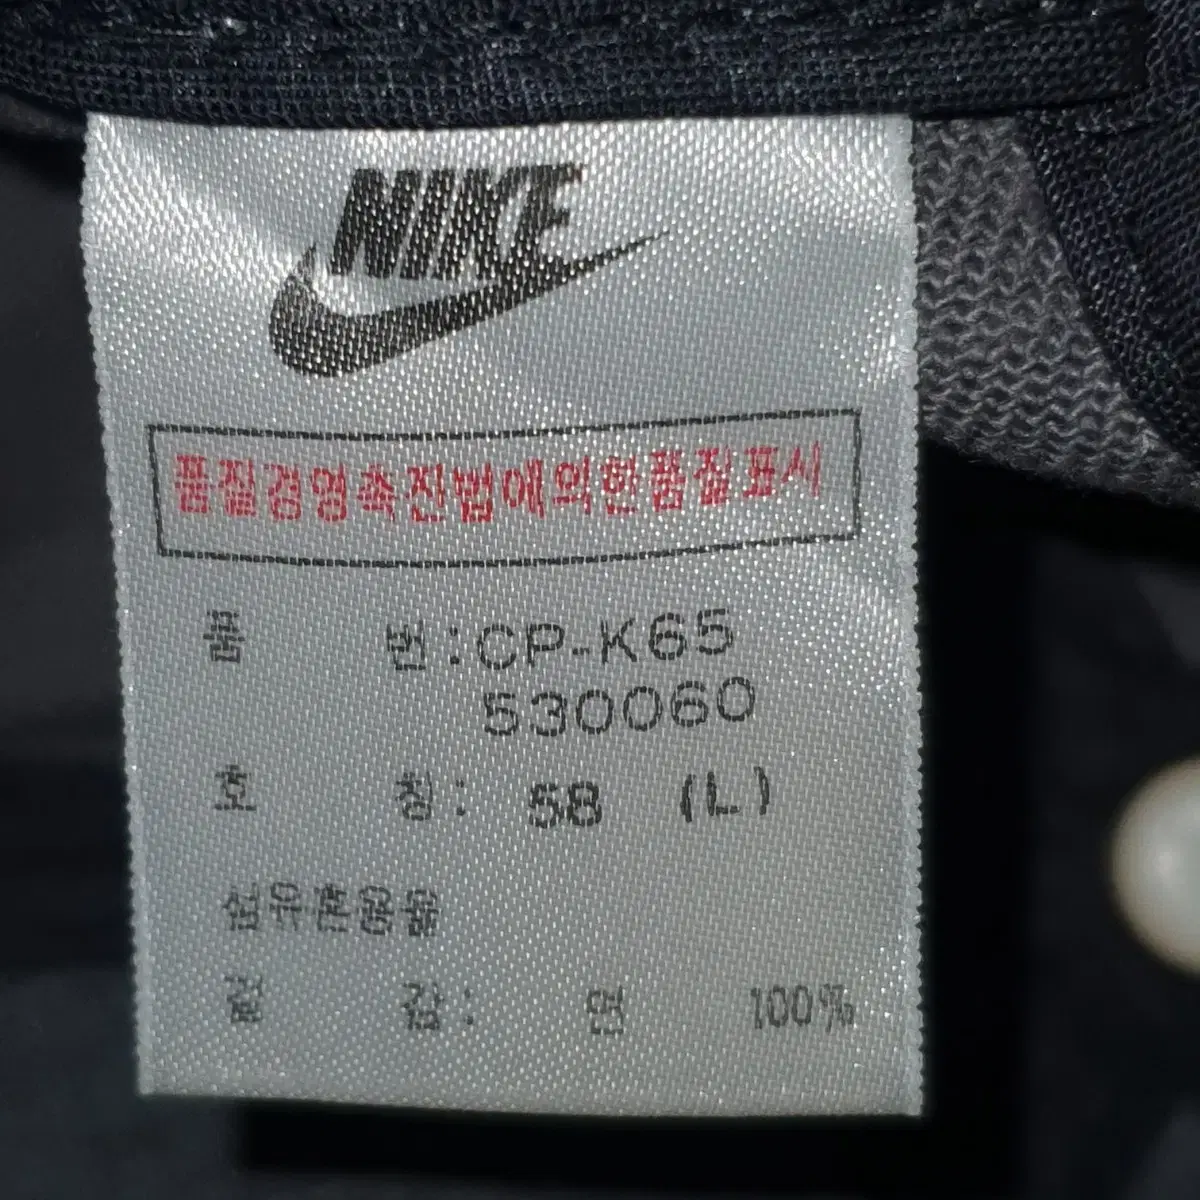 NIKE
품질경영촉진법에의한품질표시
품 번:CP-K65
530060
호 칭: 58 (L)
섬유혼용율
겉 감: 면 100%